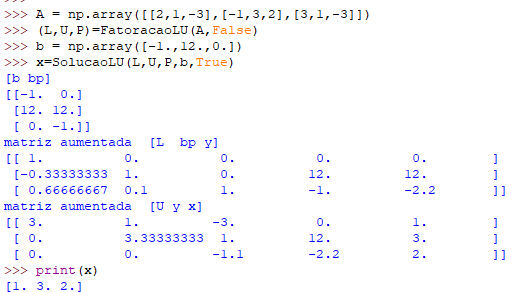 >>> A = np.array([[2,1,-3],[-1,3,2],[3,1,-3]])
>>> (L,U,P)=FatoracaoLU(A,False)
>>> b = np.array([-1.,12.,0.])
>>> x=SolucaoLU(L,U,P,b,True)
[b bp]
[[-1. 0.]
[12. 12.]
[ 0. -1.]]
matriz aumentada [L bp y]
[[ 1. 0. 0. 0. 0. ]
[-0.33333333 1. 0. 12. 12. ]
[ 0.66666667 0.1 1. -1. -2.2 ]]
matriz aumentada [U y x]
[[ 3. 1. -3. 0. 1. ]
[ 0. 3.33333333 1. 12. 3. ]
[ 0. 0. -1.1 -2.2 2. ]]
>>> print(x)
[1. 3. 2.]